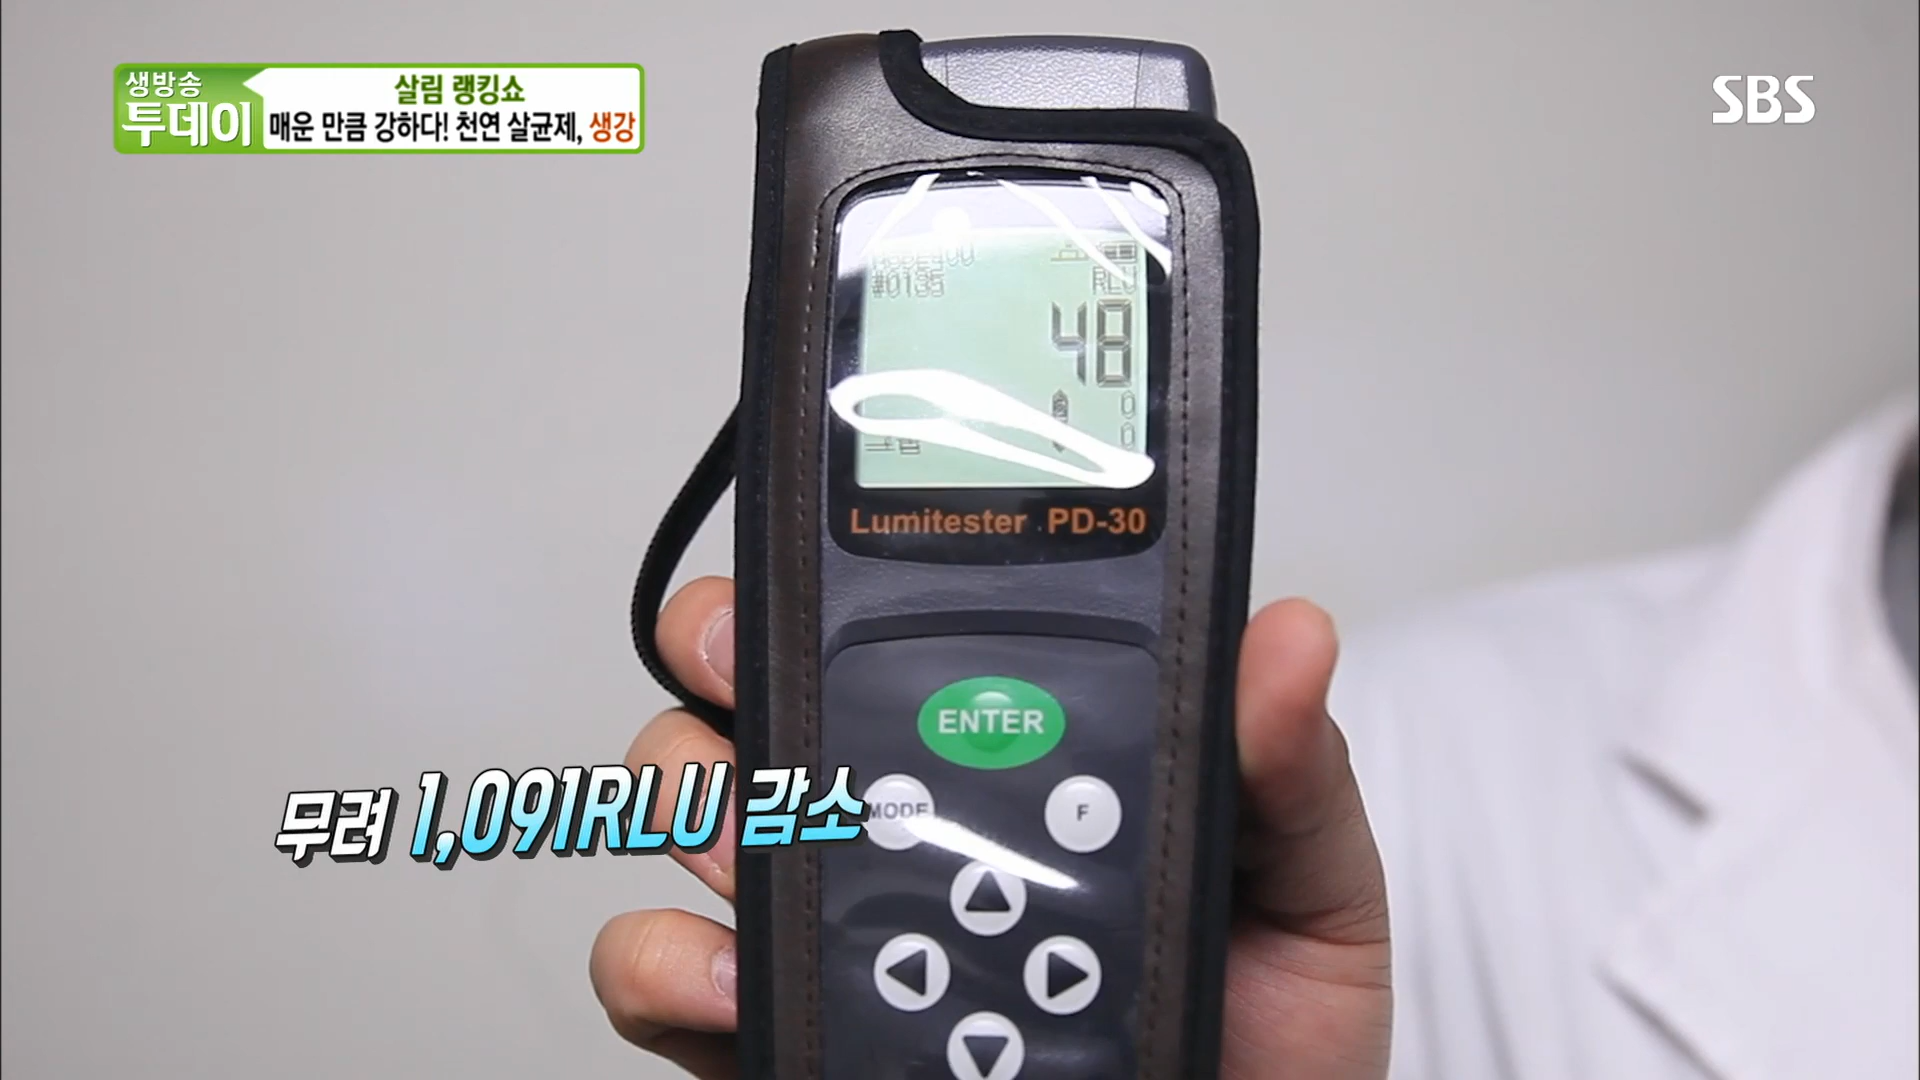 생방송
투데이
살림 랭킹쇼
매운 만큼 강하다! 천연 살균제, 생강
SBS
#0135
RLU
48
0
0
Lumitester PD-30
ENTER
MODE
F
무려 1,091RLU 감소